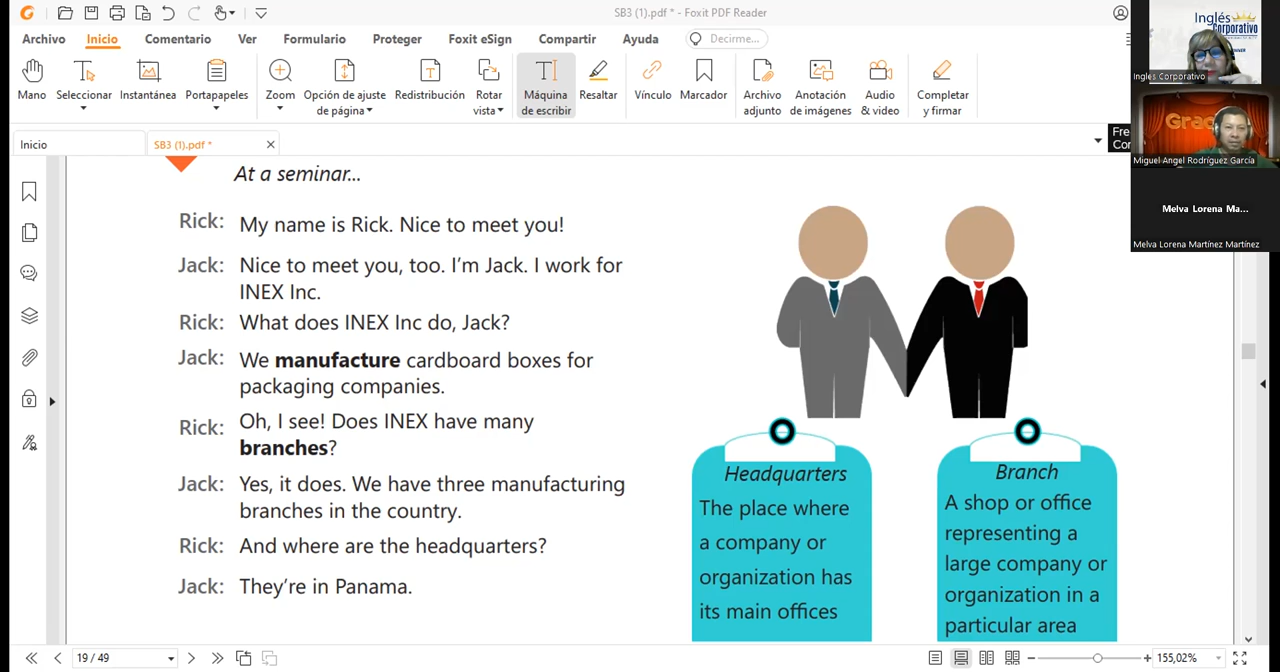 SB3 (1).pdf * - Foxit PDF Reader
Archivo Inicio Comentario Ver Formulario Proteger Foxit eSign Compartir Ayuda Decirme...
Mano Seleccionar Instantánea Portapapeles Zoom Opción de ajuste de página Redistribución Rotar vista Máquina de escribir Resaltar Vínculo Marcador Archivo adjunto Anotación de imágenes Audio & video Completar y firmar
Inicio SB3 (1).pdf *
Fre
Cor
Inglés
Corporativo
Ingles Corporativo
Grac
Miguel Angel Rodríguez García
Melva Lorena Ma...
Melva Lorena Martínez Martínez
At a seminar...
Rick: My name is Rick. Nice to meet you!
Jack: Nice to meet you, too. I'm Jack. I work for
INEX Inc.
Rick: What does INEX Inc do, Jack?
Jack: We manufacture cardboard boxes for
packaging companies.
Rick: Oh, I see! Does INEX have many
branches?
Jack: Yes, it does. We have three manufacturing
branches in the country.
Rick: And where are the headquarters?
Jack: They're in Panama.
Headquarters
The place where
a company or
organization has
its main offices
Branch
A shop or office
representing a
large company or
organization in a
particular area
19 / 49
155,02%